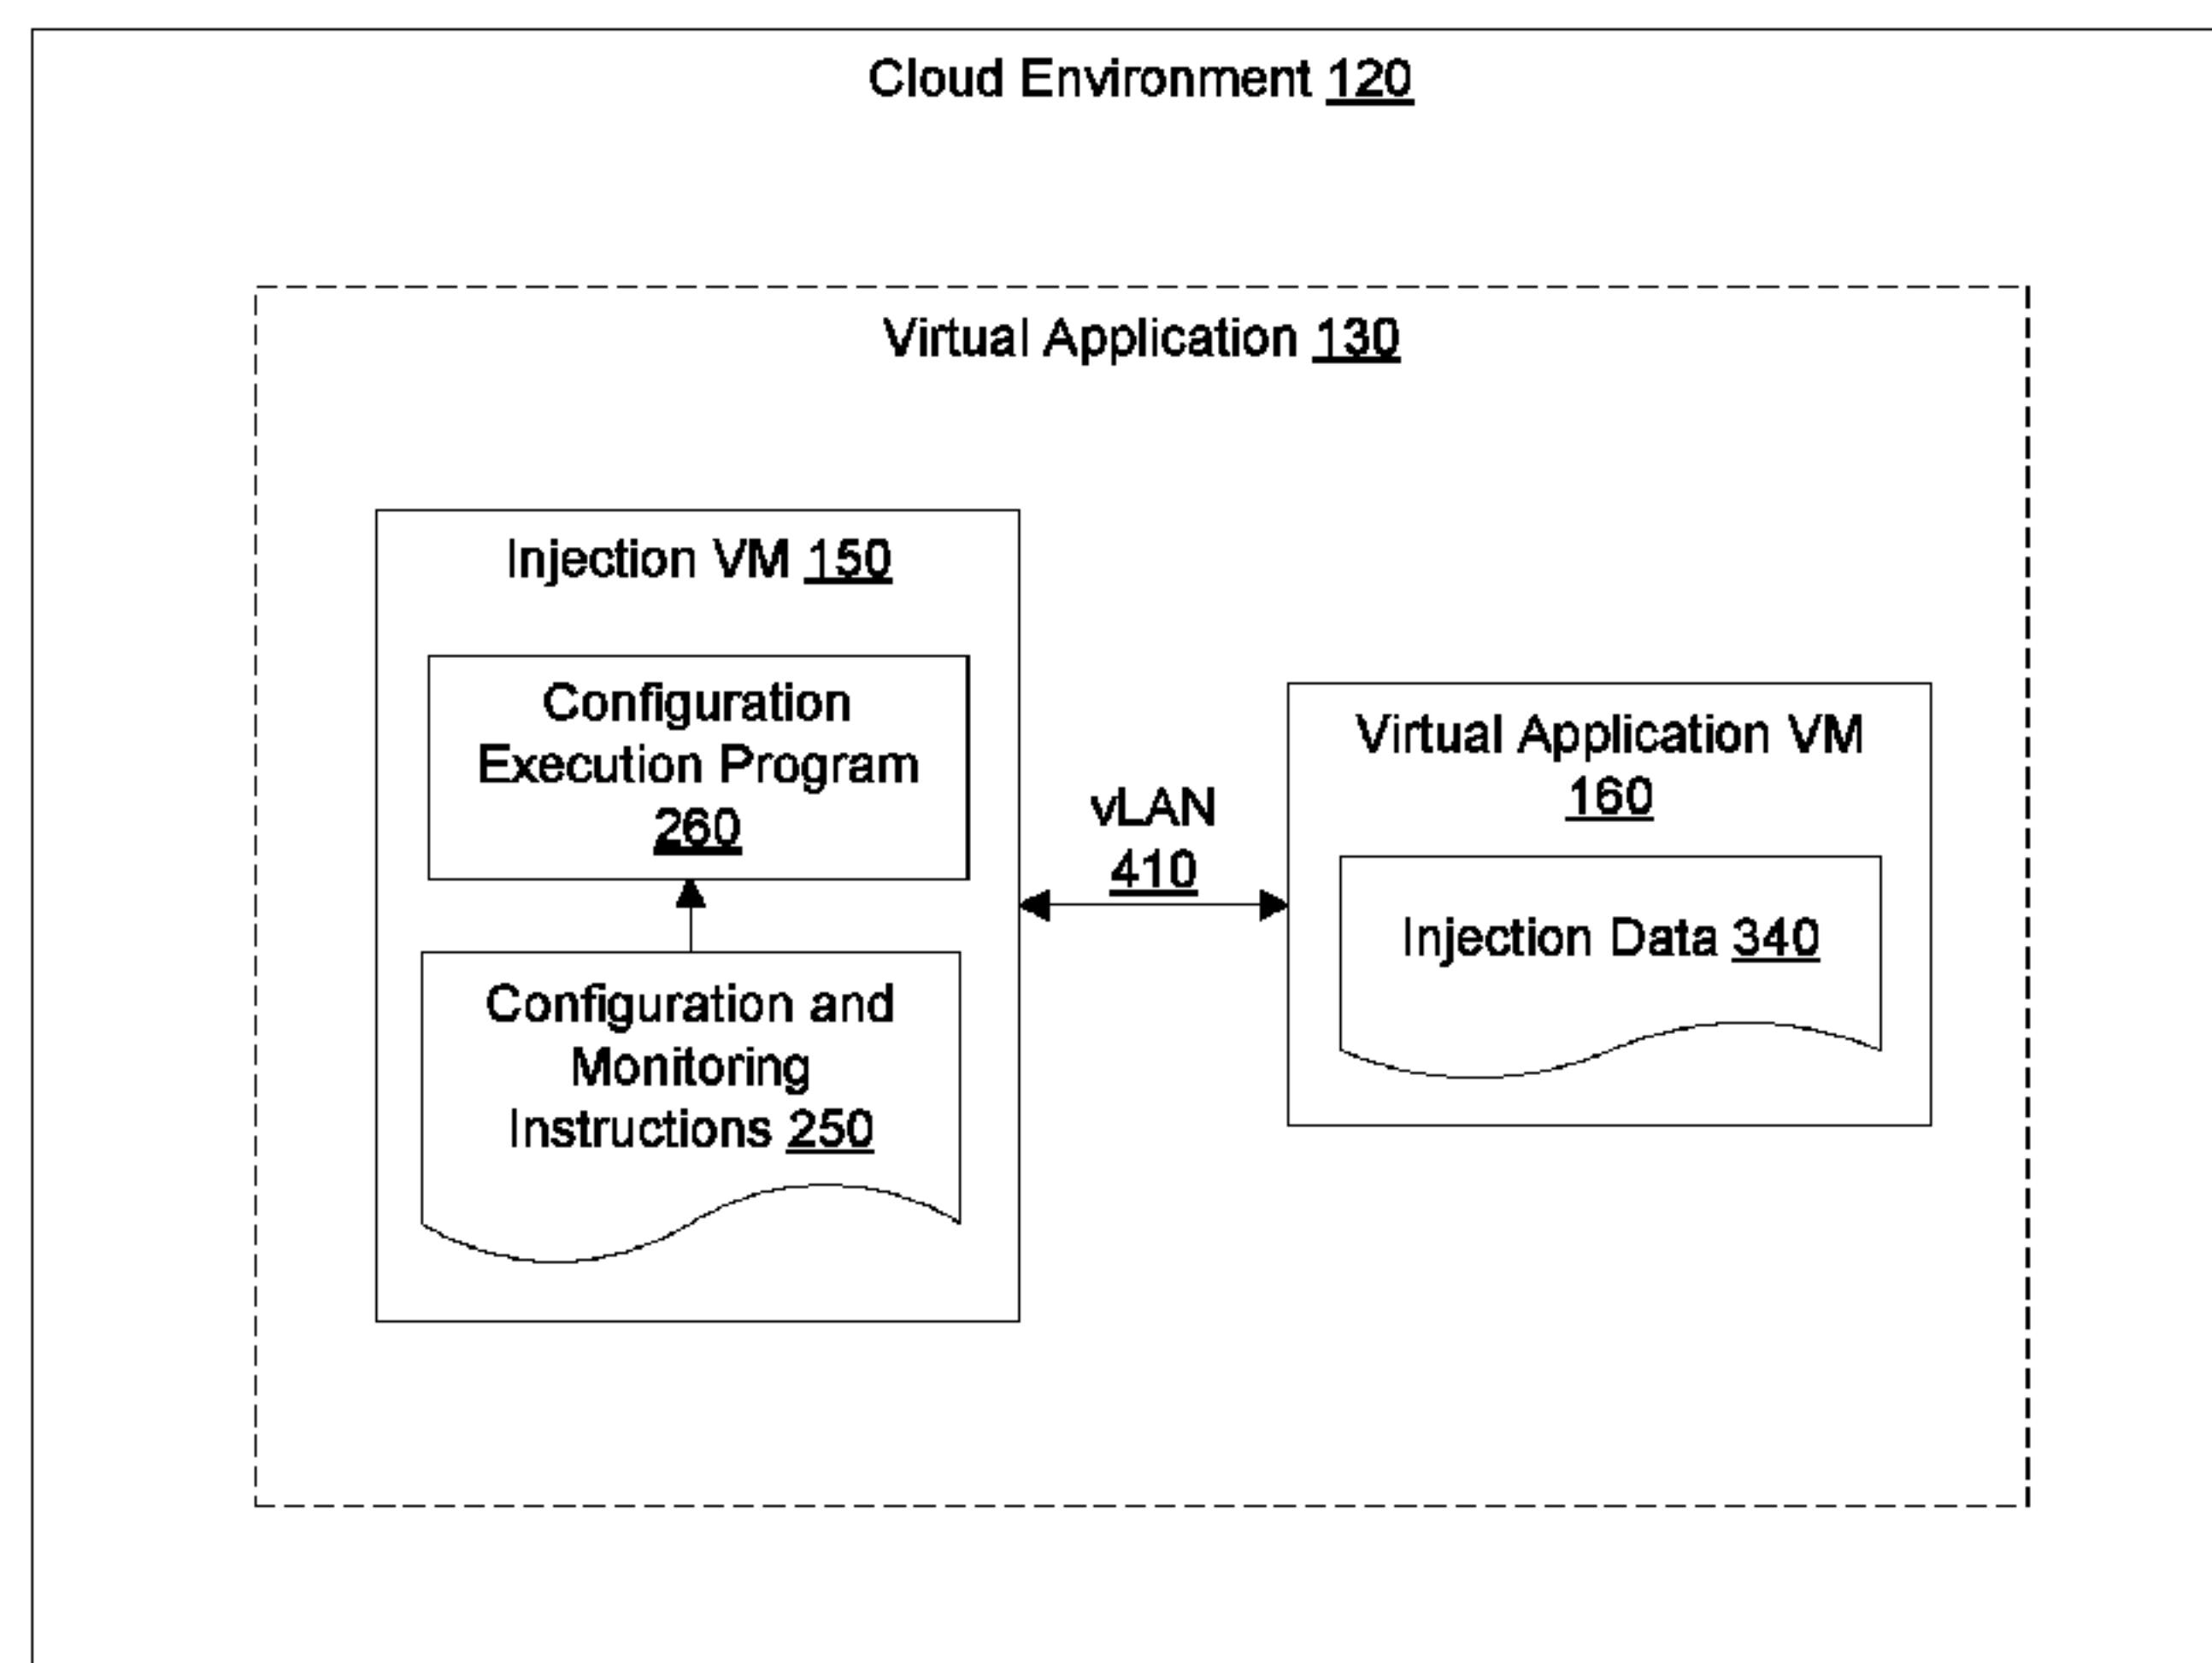 Cloud Environment 120
Virtual Application 130
Injection VM 150
Configuration
Execution Program
260
Configuration and
Monitoring
Instructions 250
vLAN
410
Virtual Application VM
160
Injection Data 340